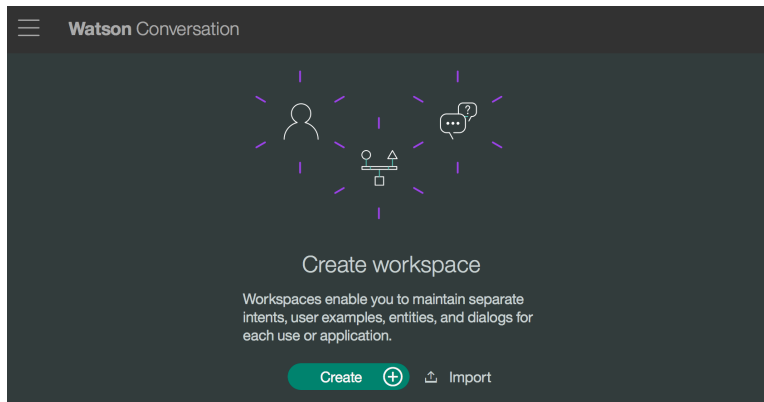 Watson Conversation
?
Create workspace
Workspaces enable you to maintain separate
intents, user examples, entities, and dialogs for
each use or application.
Create
Import